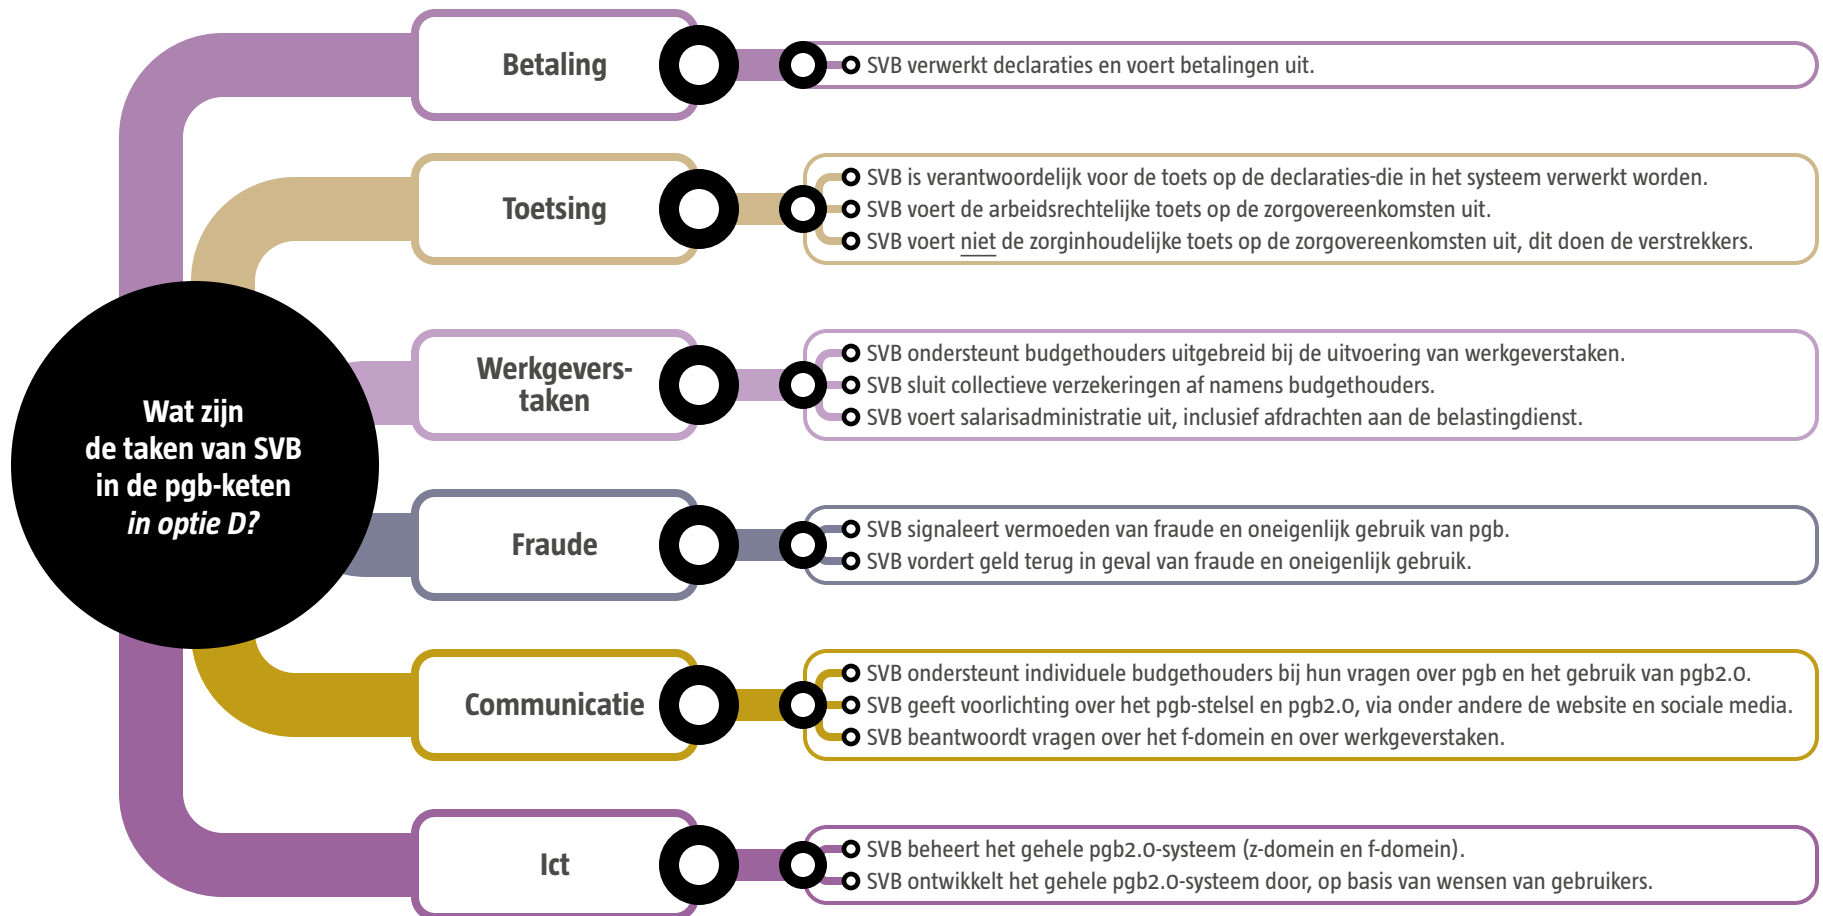 Betaling
SVB verwerkt declaraties en voert betalingen uit.
Toetsing
SVB is verantwoordelijk voor de toets op de declaraties-die in het systeem verwerkt worden.
SVB voert de arbeidsrechtelijke toets op de zorgovereenkomsten uit.
SVB voert niet de zorginhoudelijke toets op de zorgovereenkomsten uit, dit doen de verstrekkers.
Werkgevers-
taken
SVB ondersteunt budgethouders uitgebreid bij de uitvoering van werkgeverstaken.
SVB sluit collectieve verzekeringen af namens budgethouders.
SVB voert salarisadministratie uit, inclusief afdrachten aan de belastingdienst.
Wat zijn
de taken van SVB
in de pgb-keten
in optie D?
Fraude
SVB signaleert vermoeden van fraude en oneigenlijk gebruik van pgb.
SVB vordert geld terug in geval van fraude en oneigenlijk gebruik.
Communicatie
SVB ondersteunt individuele budgethouders bij hun vragen over pgb en het gebruik van pgb2.0.
SVB geeft voorlichting over het pgb-stelsel en pgb2.0, via onder andere de website en sociale media.
SVB beantwoordt vragen over het f-domein en over werkgeverstaken.
Ict
SVB beheert het gehele pgb2.0-systeem (z-domein en f-domein).
SVB ontwikkelt het gehele pgb2.0-systeem door, op basis van wensen van gebruikers.